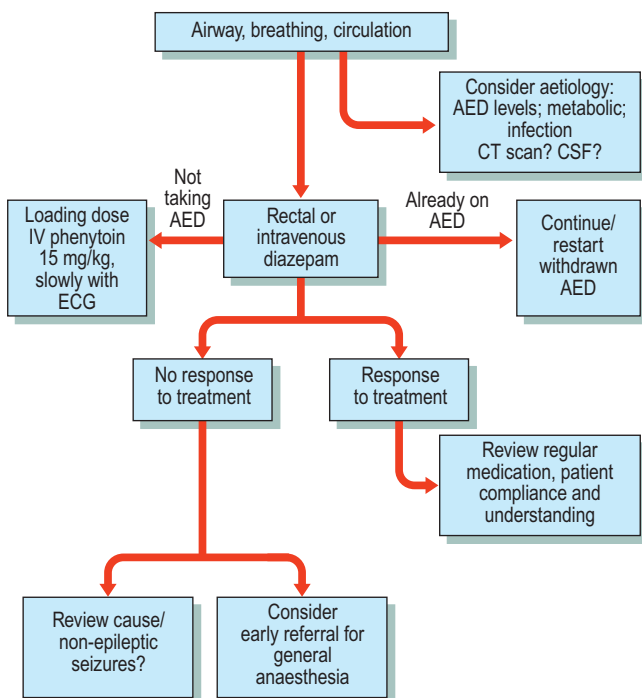 Airway, breathing, circulation
Consider aetiology:
AED levels; metabolic;
infection
CT scan? CSF?
Not
taking
AED
Already on
AED
Loading dose
IV phenytoin
15 mg/kg,
slowly with
ECG
Rectal or
intravenous
diazepam
Continue/
restart
withdrawn
AED
No response
to treatment
Response
to treatment
Review regular
medication, patient
compliance and
understanding
Review cause/
non-epileptic
seizures?
Consider
early referral for
general
anaesthesia